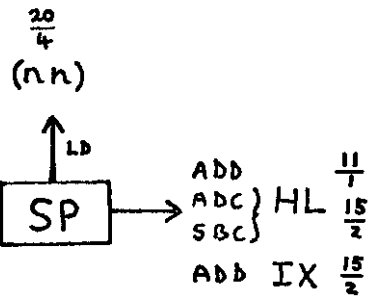 20
4
(nn)
LD
SP
ADD 11/1
ADC } HL 15/2
SBC
ADD IX 15/2